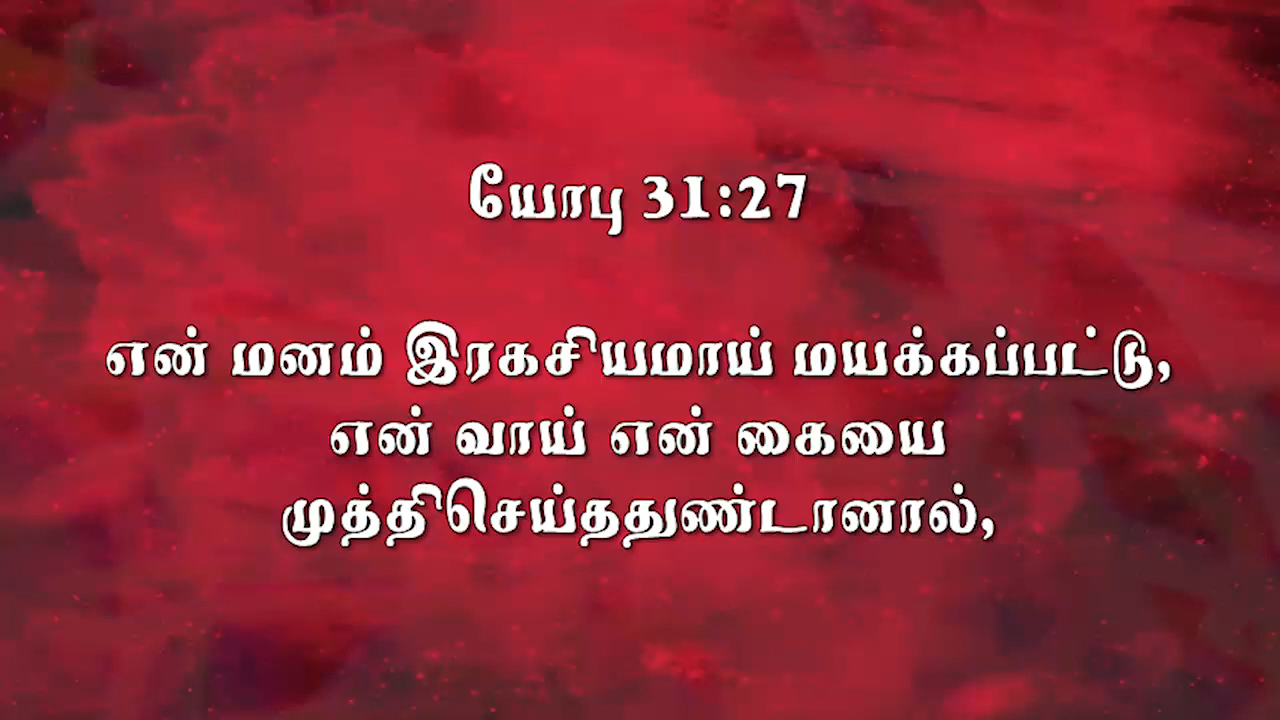 யோபு 31:27
என் மனம் இரகசியமாய் மயக்கப்பட்டு,
என் வாய் என் கையை
முத்திசெய்ததுண்டானால்,